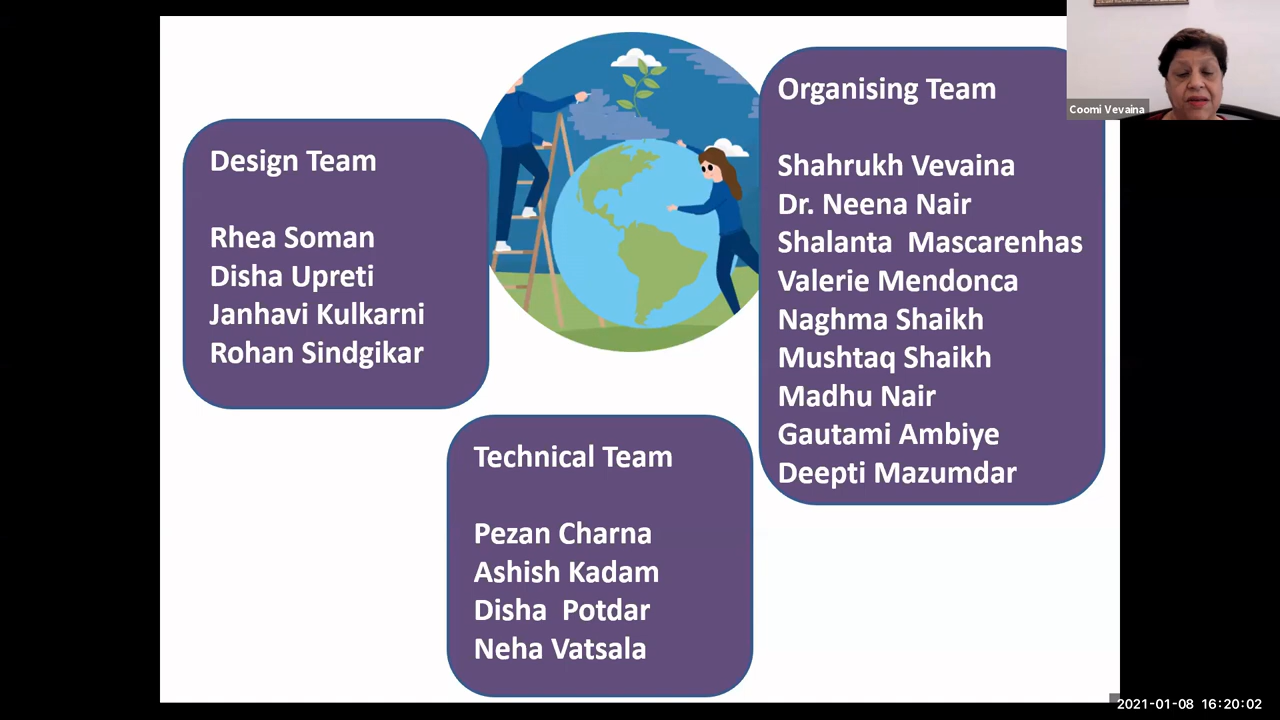 Design Team
Rhea Soman
Disha Upreti
Janhavi Kulkarni
Rohan Sindgikar
Technical Team
Pezan Charna
Ashish Kadam
Disha Potdar
Neha Vatsala
Organising Team
Shahrukh Vevaina
Dr. Neena Nair
Shalanta Mascarenhas
Valerie Mendonca
Naghma Shaikh
Mushtaq Shaikh
Madhu Nair
Gautami Ambiye
Deepti Mazumdar
Coomi Vevaina
2021-01-08 16:20:02